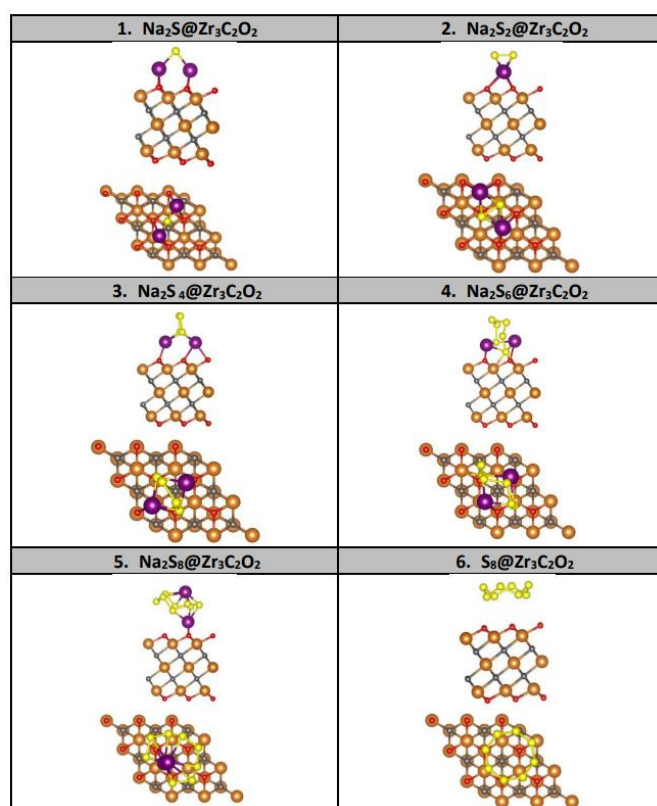 1. Na₂S@Zr₃C₂O₂
2. Na₂S₂@Zr₃C₂O₂
3. Na₂S₄@Zr₃C₂O₂
4. Na₂S₆@Zr₃C₂O₂
5. Na₂S₈@Zr₃C₂O₂
6. S₈@Zr₃C₂O₂